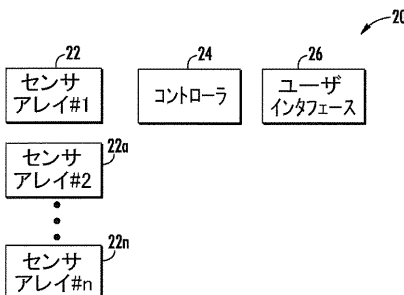 20
22
センサ
アレイ#1
24
コントローラ
26
ユーザ
インタフェース
22a
センサ
アレイ#2
22n
センサ
アレイ#n